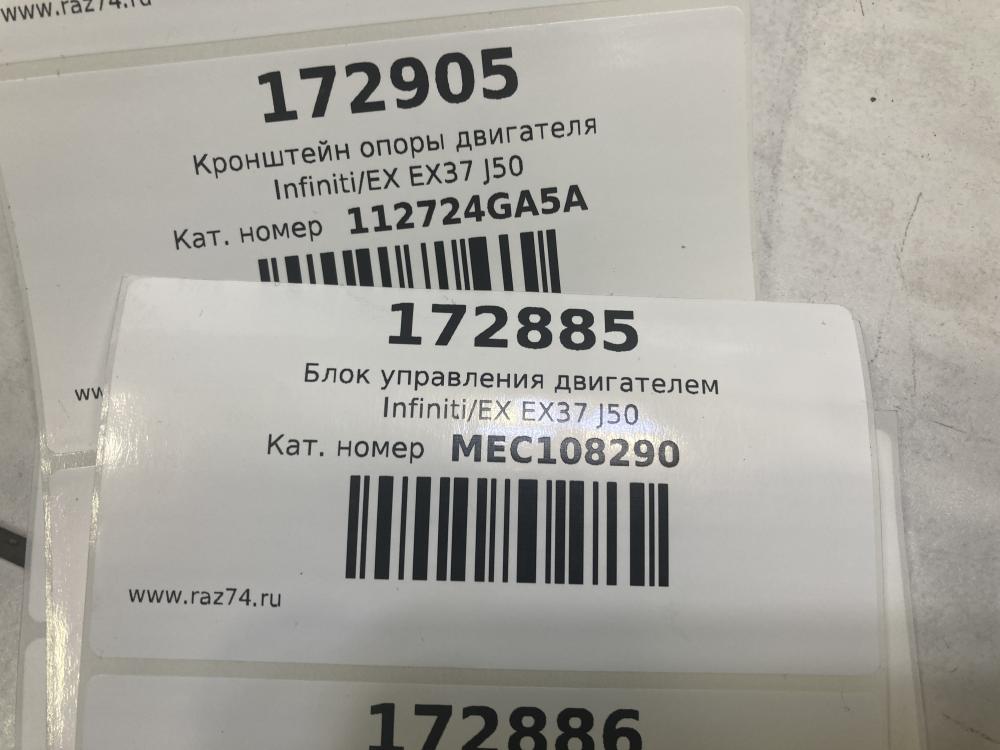 www.raz74.ru
172905
Кронштейн опоры двигателя
Infiniti/EX EX37 J50
Кат. номер 112724GA5A
172885
Блок управления двигателем
Infiniti/EX EX37 J50
ww
Кат. номер MEC108290
www.raz74.ru
172886